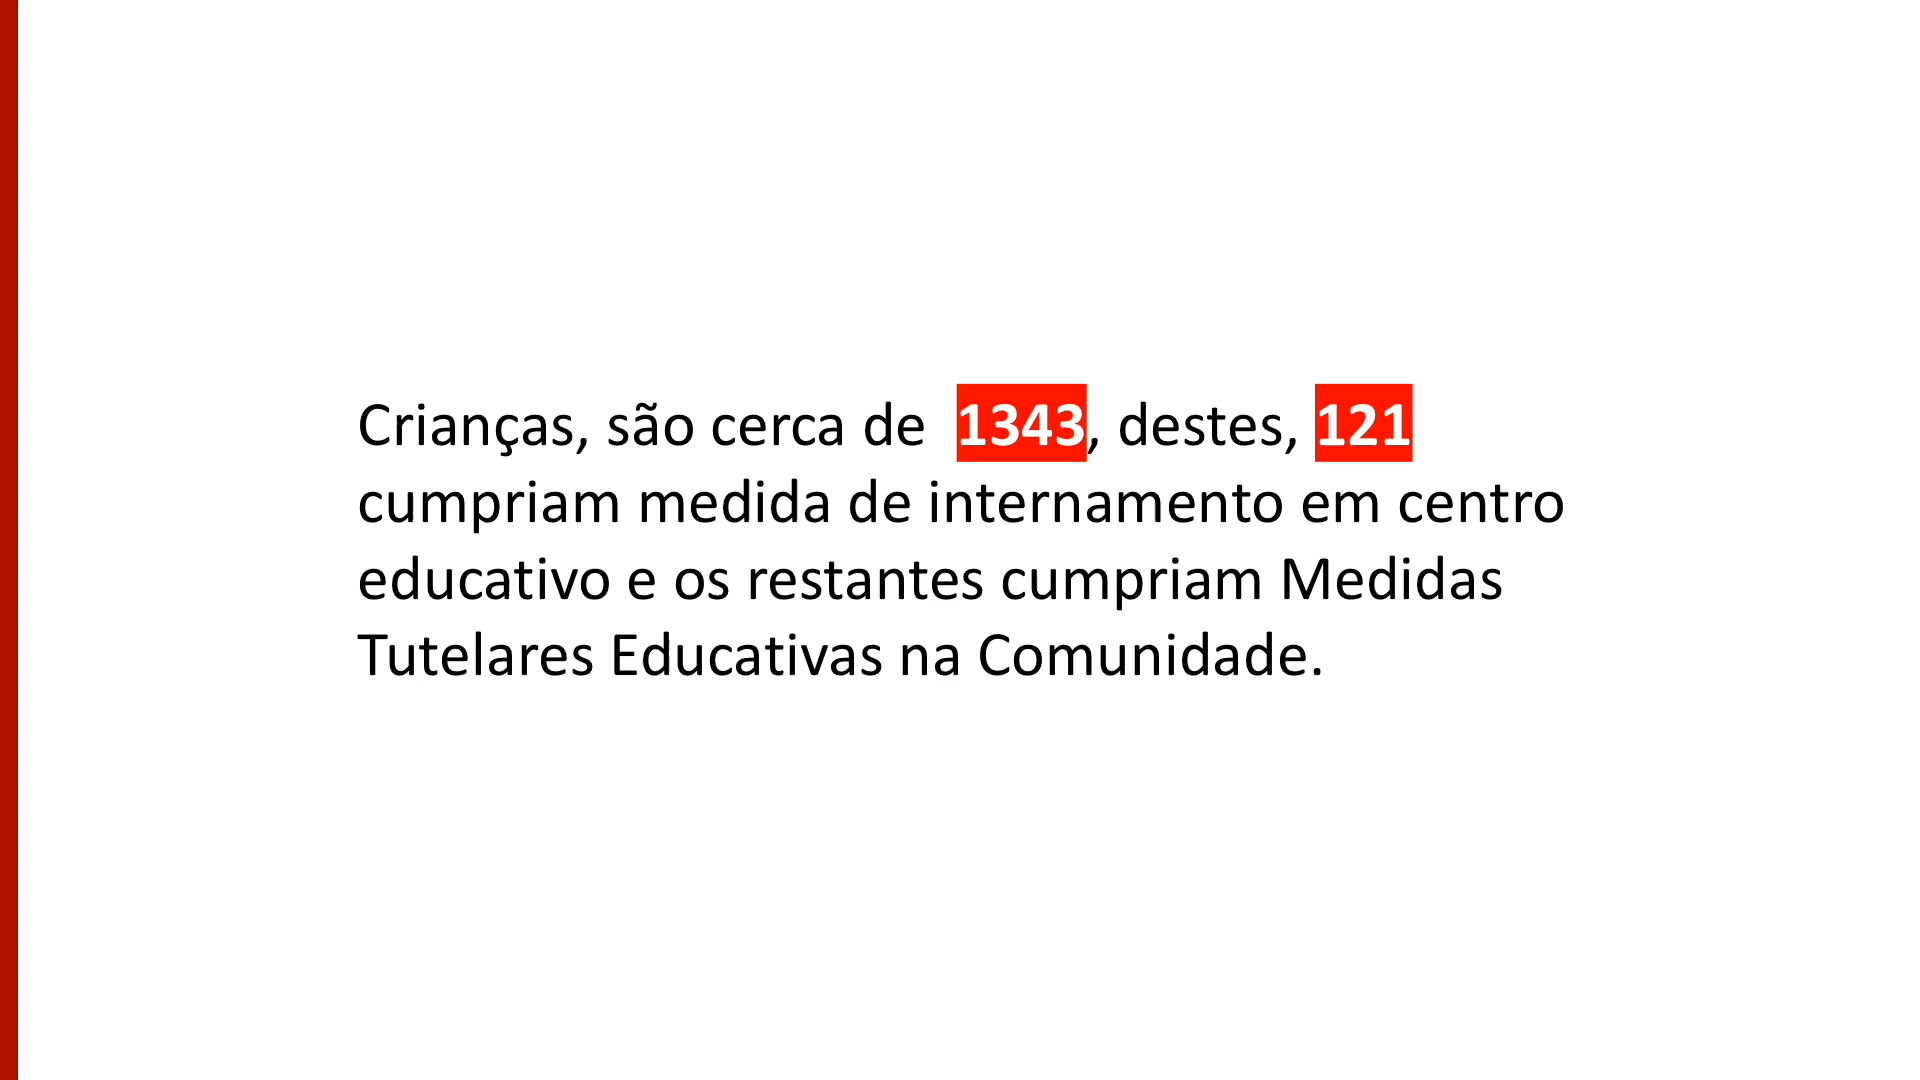 Crianças, são cerca de  1343, destes, 121
cumpriam medida de internamento em centro
educativo e os restantes cumpriam Medidas
Tutelares Educativas na Comunidade.